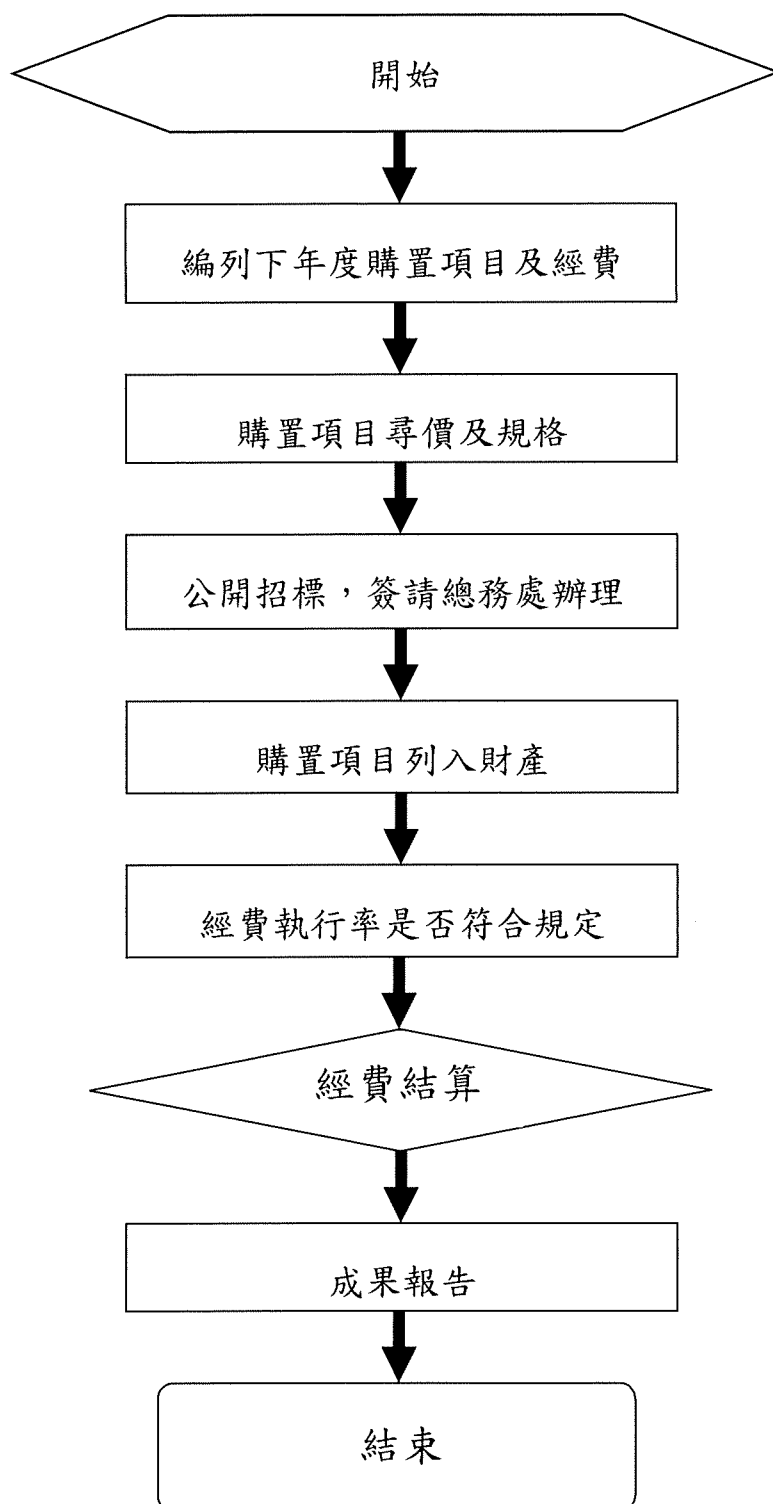 開始
編列下年度購置項目及經費
購置項目尋價及規格
公開招標，簽請總務處辦理
購置項目列入財產
經費執行率是否符合規定
經費結算
成果報告
結束